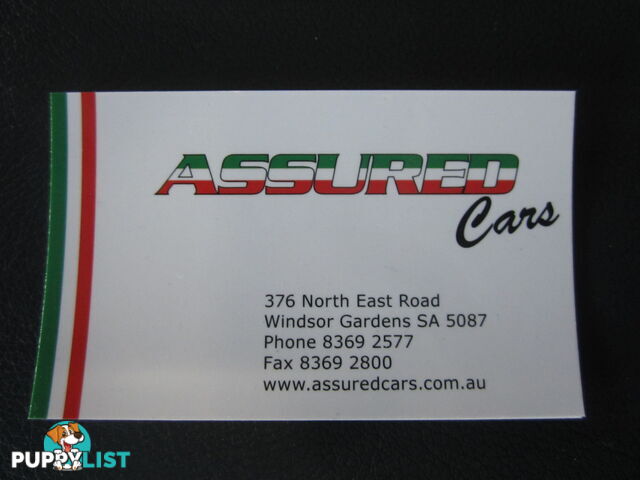 ASSURED
Cars
376 North East Road
Windsor Gardens SA 5087
Phone 8369 2577
Fax 8369 2800
www.assuredcars.com.au
PUPPYLIST